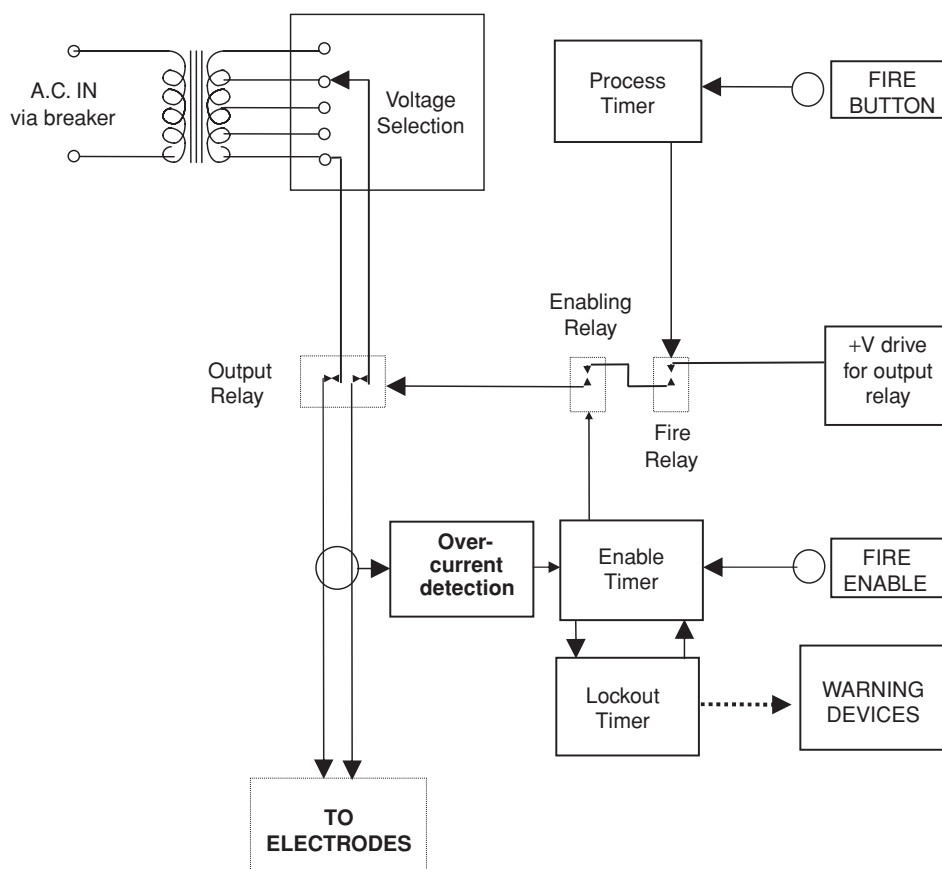 A.C. IN
via breaker
Voltage
Selection
Process
Timer
FIRE
BUTTON
Enabling
Relay
Output
Relay
+V drive
for output
relay
Fire
Relay
Over-
current
detection
Enable
Timer
FIRE
ENABLE
Lockout
Timer
WARNING
DEVICES
TO
ELECTRODES